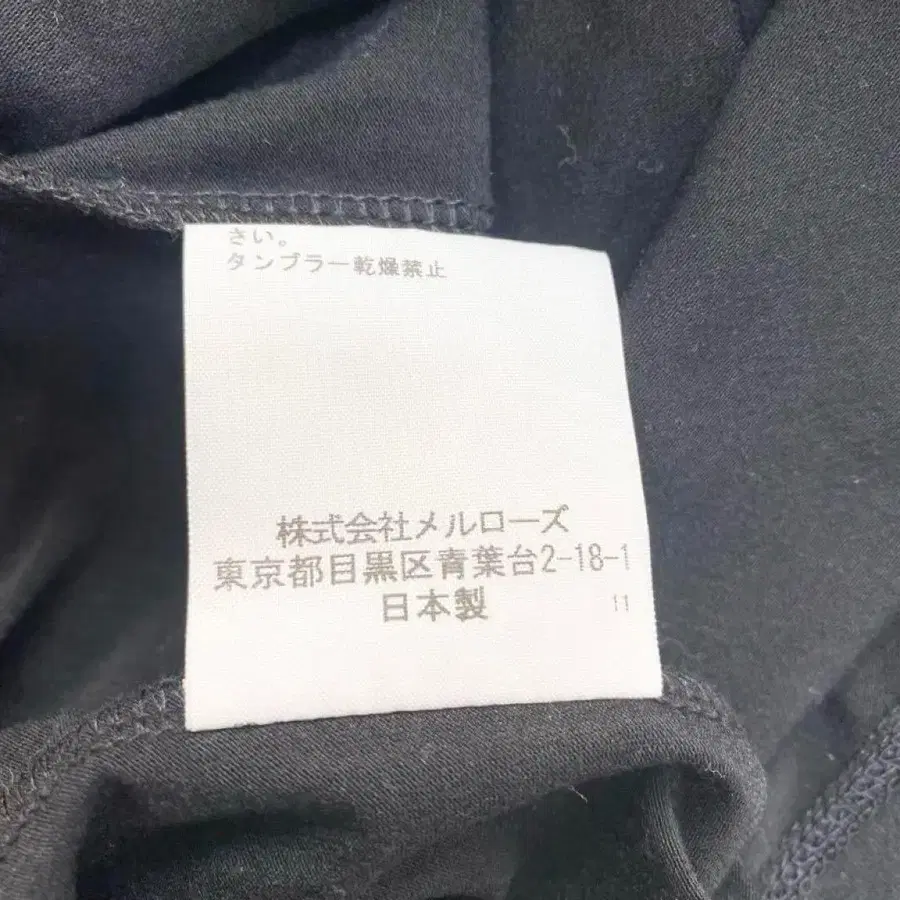 さい。
タンブラー乾燥禁止
株式会社メルローズ
東京都目黒区青葉台2-18-1
日本製
11